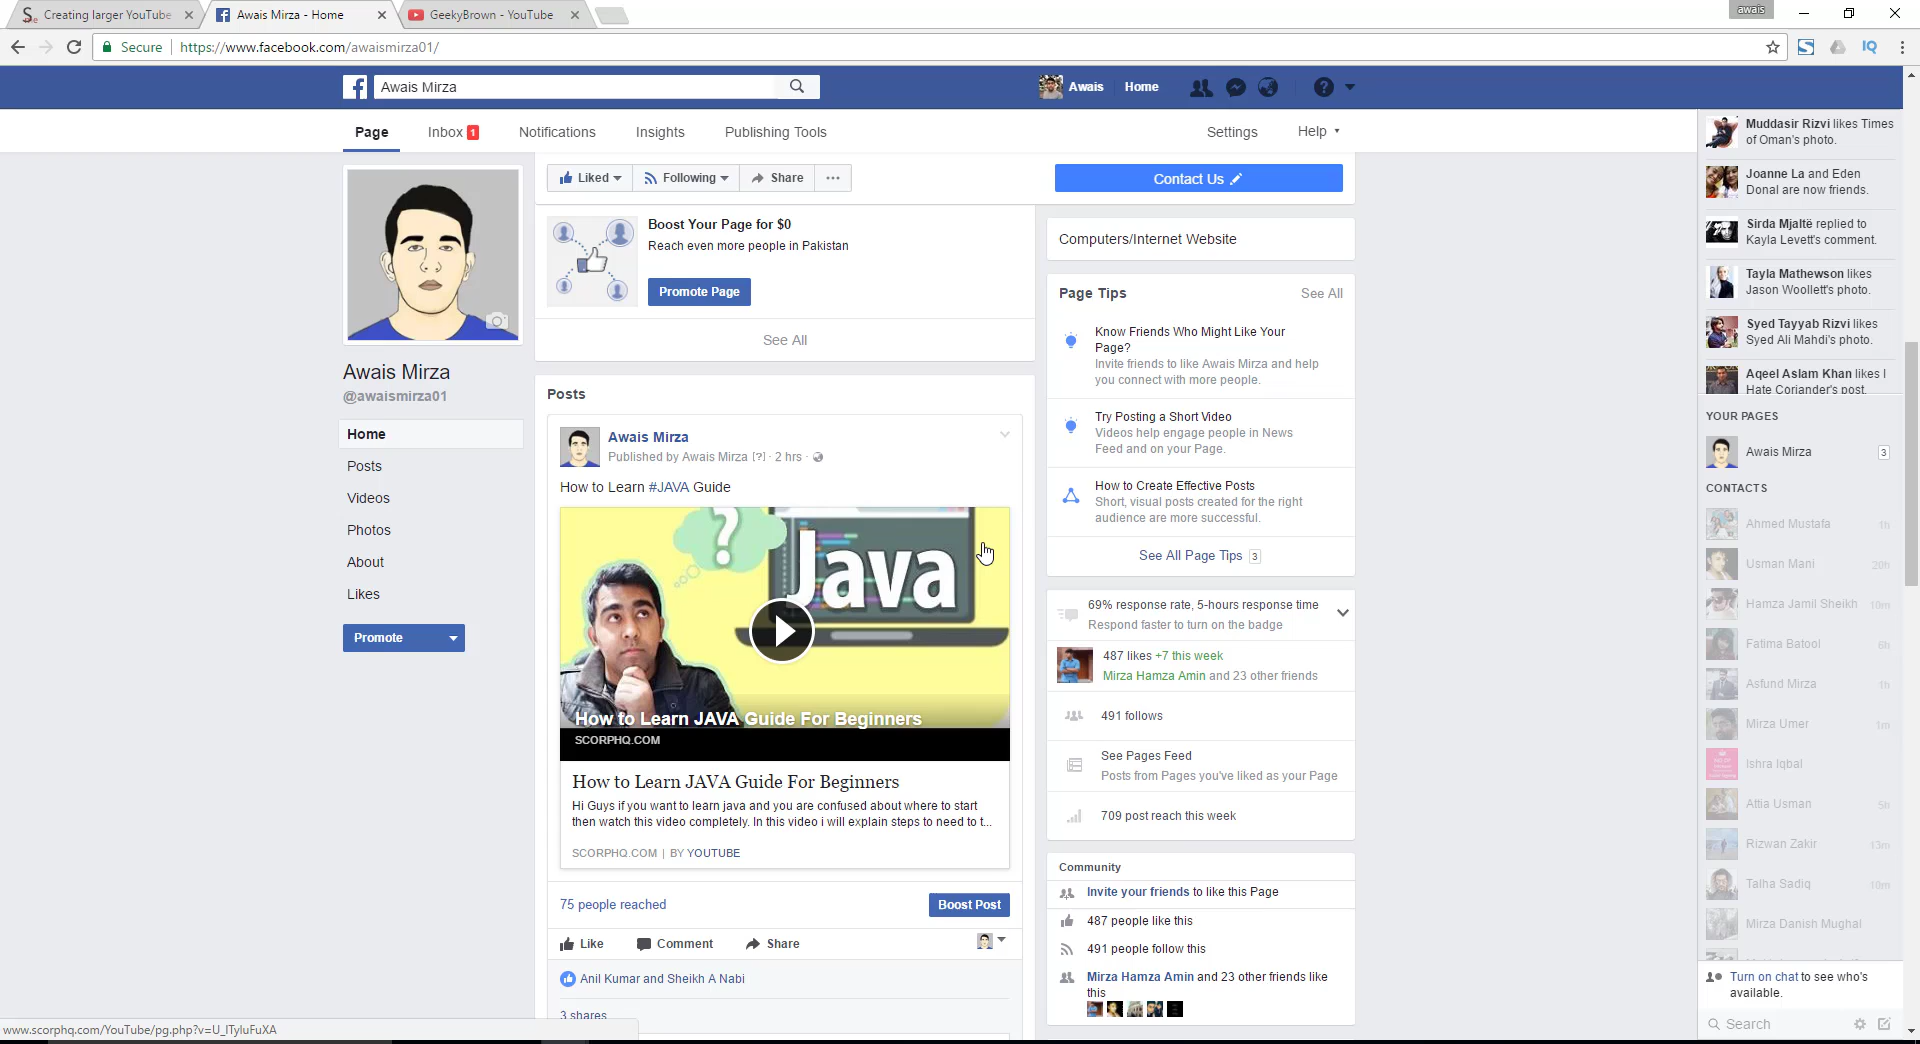 Creating larger YouTube
Awais Mirza - Home
GeekyBrown - YouTube
awais
Secure
https://www.facebook.com/awaismirza01/
IQ
Awais Mirza
Awais
Home
Page
Inbox 1
Notifications
Insights
Publishing Tools
Settings
Help
Liked
Following
Share
Contact Us
Boost Your Page for $0
Reach even more people in Pakistan
Promote Page
See All
Awais Mirza
@awaismirza01
Home
Posts
Videos
Photos
About
Likes
Promote
Posts
Awais Mirza
Published by Awais Mirza [?] · 2 hrs ·
How to Learn #JAVA Guide
?
Java
How to Learn JAVA Guide For Beginners
SCORPHQ.COM
How to Learn JAVA Guide For Beginners
Hi Guys if you want to learn java and you are confused about where to start
then watch this video completely. In this video i will explain steps to need to t...
SCORPHQ.COM | BY YOUTUBE
75 people reached
Boost Post
Like
Comment
Share
Anil Kumar and Sheikh A Nabi
3 shares
Computers/Internet Website
Page Tips
See All
Know Friends Who Might Like Your
Page?
Invite friends to like Awais Mirza and help
you connect with more people.
Try Posting a Short Video
Videos help engage people in News
Feed and on your Page.
How to Create Effective Posts
Short, visual posts created for the right
audience are more successful.
See All Page Tips 3
69% response rate, 5-hours response time
Respond faster to turn on the badge
487 likes +7 this week
Mirza Hamza Amin and 23 other friends
491 follows
See Pages Feed
Posts from Pages you've liked as your Page
709 post reach this week
Community
Invite your friends to like this Page
487 people like this
491 people follow this
Mirza Hamza Amin and 23 other friends like
this
Muddasir Rizvi likes Times
of Oman's photo.
Joanne La and Eden
Donal are now friends.
Sirda Mjaltë replied to
Kayla Levett's comment.
Tayla Mathewson likes
Jason Woollett's photo.
Syed Tayyab Rizvi likes
Syed Ali Mahdi's photo.
Aqeel Aslam Khan likes I
Hate Coriander's post.
YOUR PAGES
Awais Mirza 3
CONTACTS
Ahmed Mustafa 1h
Usman Mani 20h
Hamza Jamil Sheikh 10m
Fatima Batool 6h
Asfund Mirza 1h
Mirza Umer 1m
Ishra Iqbal
Attia Usman 5h
Rizwan Zakir 13m
Talha Sadiq 10m
Mirza Danish Mughal
Turn on chat to see who's
available.
Search
www.scorphq.com/YouTube/pg.php?v=U_ITyluFuXA